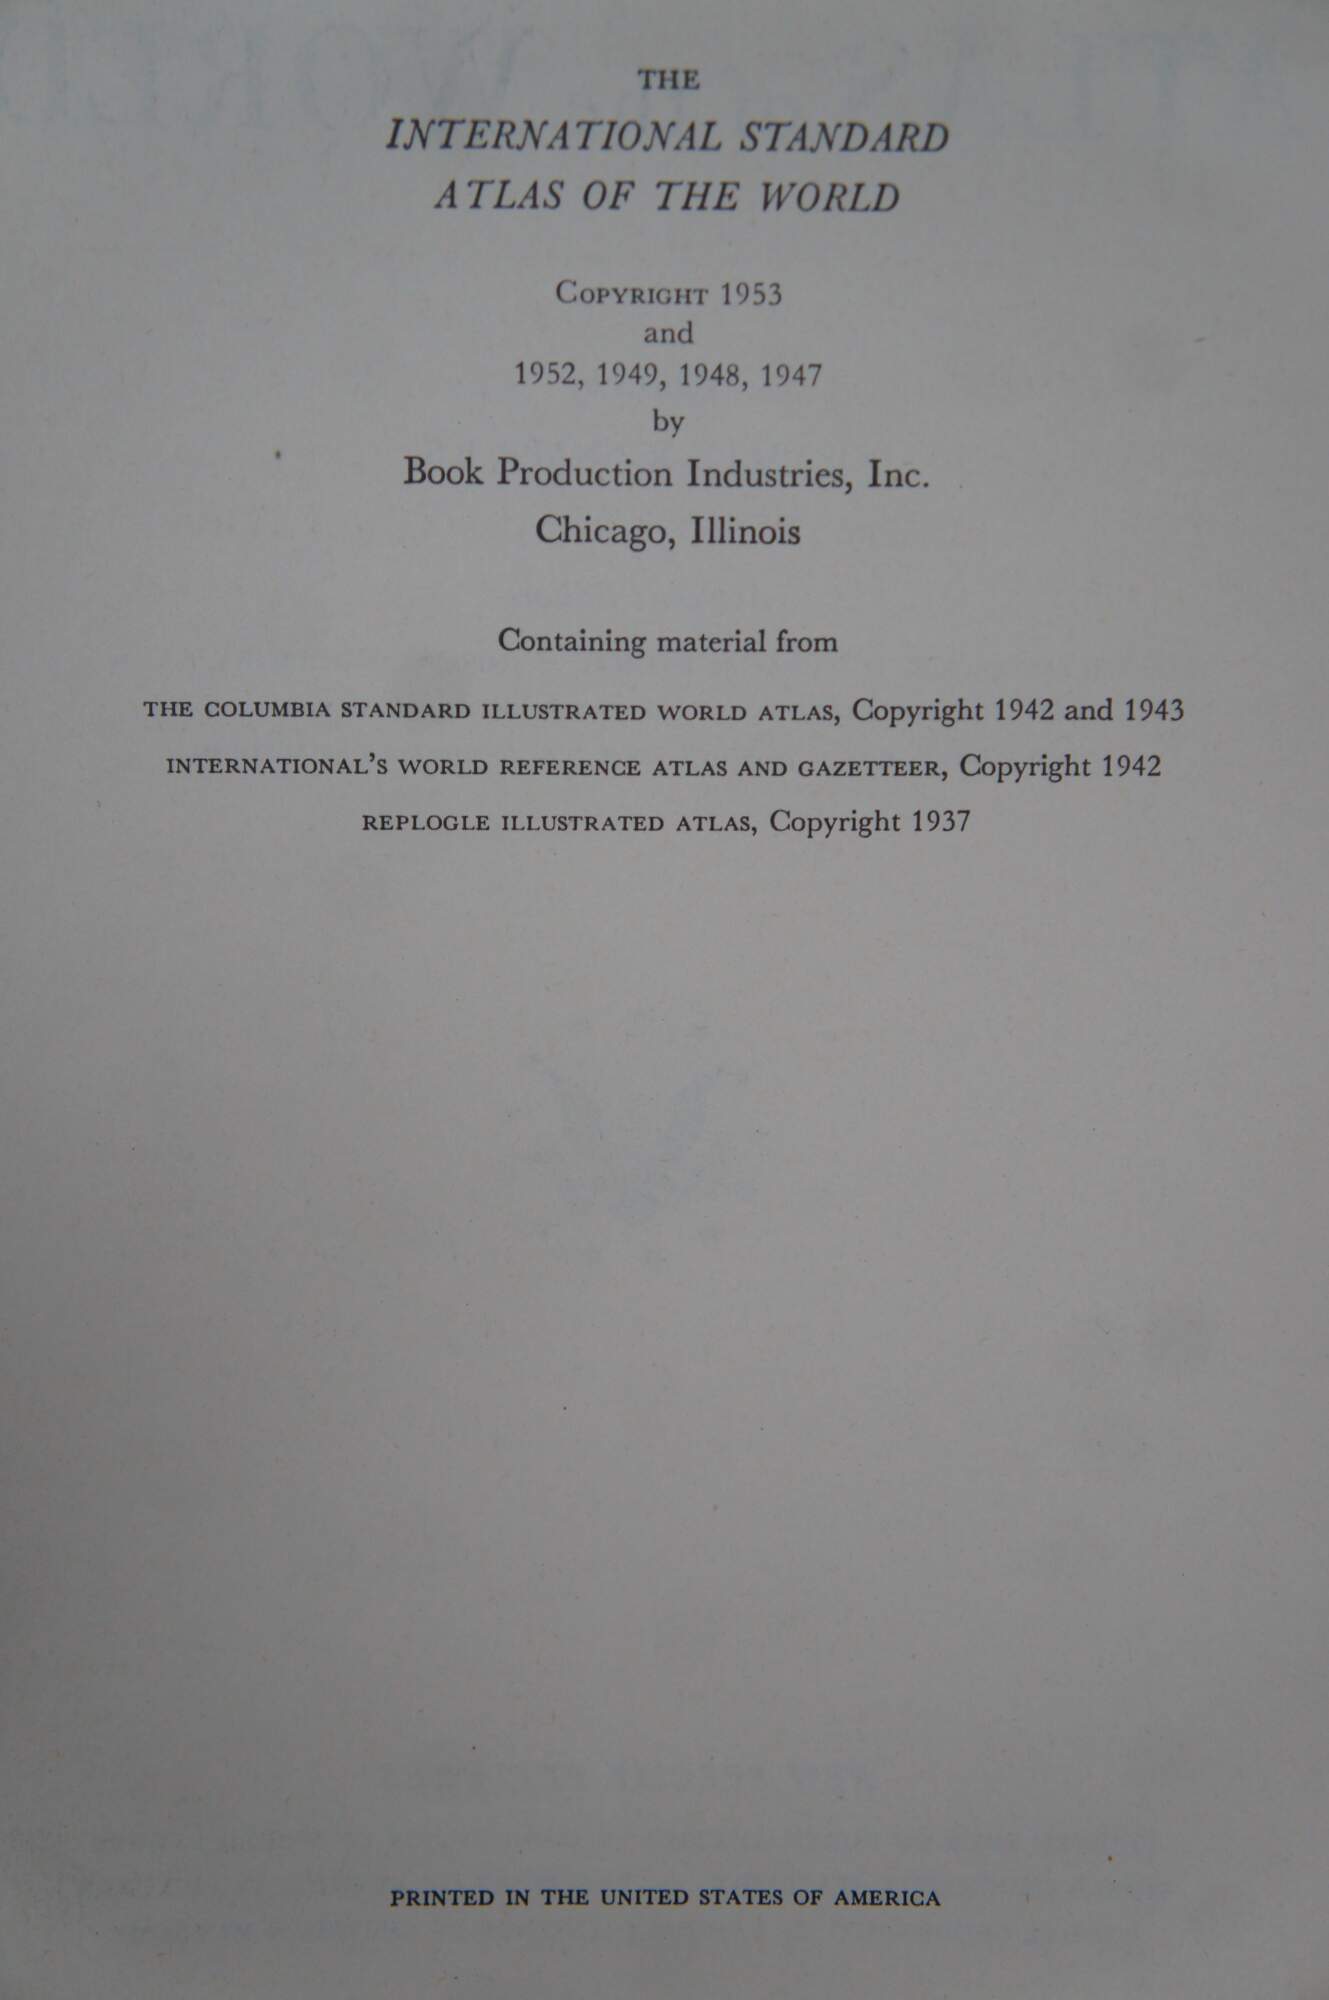 THE
INTERNATIONAL STANDARD
ATLAS OF THE WORLD
COPYRIGHT 1953
and
1952, 1949, 1948, 1947
by
Book Production Industries, Inc.
Chicago, Illinois
Containing material from
THE COLUMBIA STANDARD ILLUSTRATED WORLD ATLAS, Copyright 1942 and 1943
INTERNATIONAL'S WORLD REFERENCE ATLAS AND GAZETTEER, Copyright 1942
REPLOGLE ILLUSTRATED ATLAS, Copyright 1937
PRINTED IN THE UNITED STATES OF AMERICA